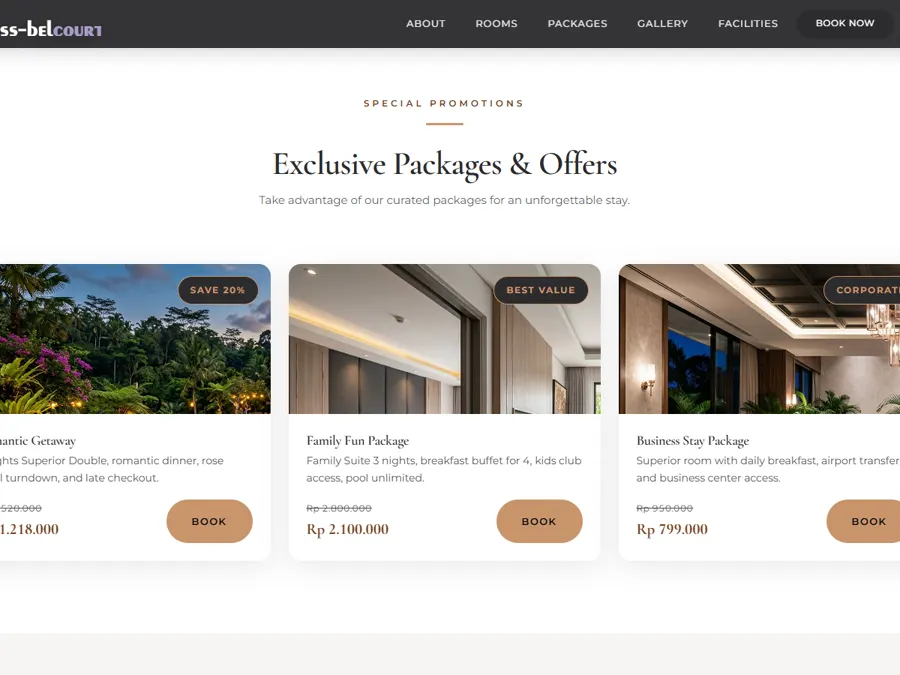 ss-belcourt
ABOUT
ROOMS
PACKAGES
GALLERY
FACILITIES
BOOK NOW
SPECIAL PROMOTIONS
Exclusive Packages & Offers
Take advantage of our curated packages for an unforgettable stay.
SAVE 20%
antic Getaway
ghts Superior Double, romantic dinner, rose
l turndown, and late checkout.
520.000
1.218.000
BOOK
BEST VALUE
Family Fun Package
Family Suite 3 nights, breakfast buffet for 4, kids club
access, pool unlimited.
Rp 2.800.000
Rp 2.100.000
BOOK
CORPORAT
Business Stay Package
Superior room with daily breakfast, airport transfer
and business center access.
Rp 950.000
Rp 799.000
BOOK